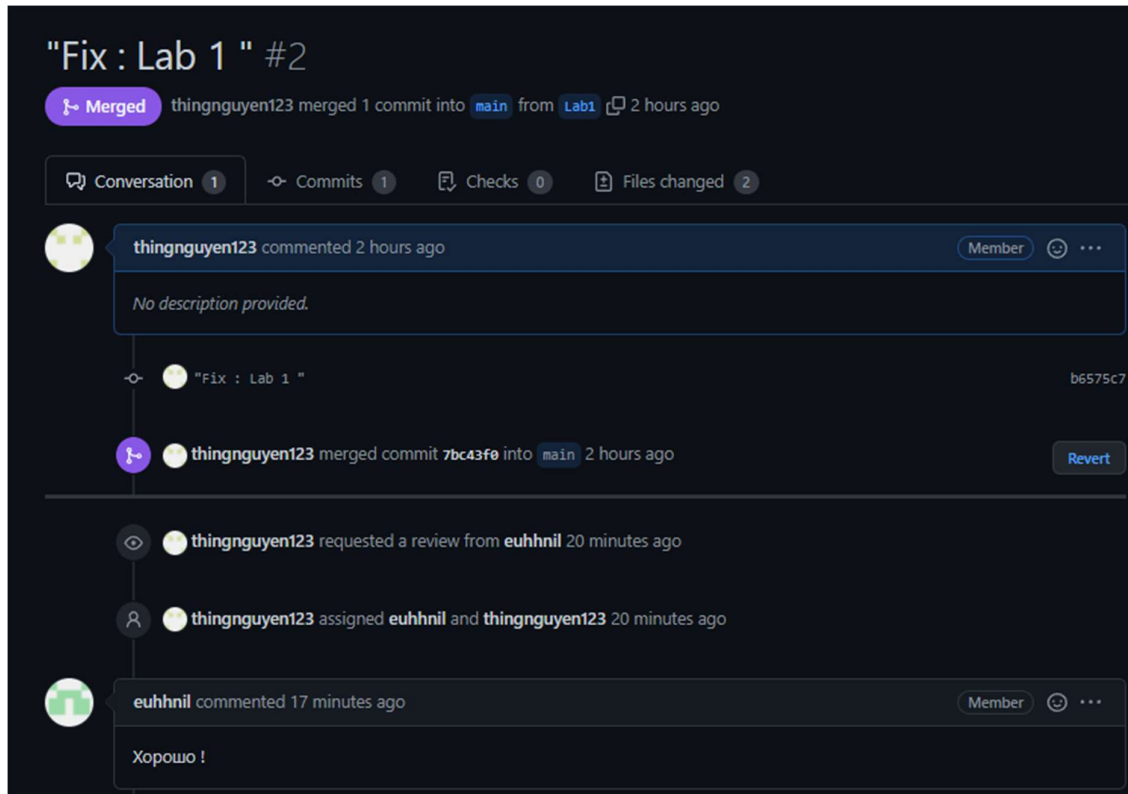 "Fix : Lab 1 " #2
Merged thingnguyen123 merged 1 commit into main from Lab1 2 hours ago
Conversation 1 Commits 1 Checks 0 Files changed 2
thingnguyen123 commented 2 hours ago Member ...
No description provided.
"Fix : Lab 1 " b6575c7
thingnguyen123 merged commit 7bc43f0 into main 2 hours ago Revert
thingnguyen123 requested a review from euhhnil 20 minutes ago
thingnguyen123 assigned euhhnil and thingnguyen123 20 minutes ago
euhhnil commented 17 minutes ago Member ...
Хорошо !